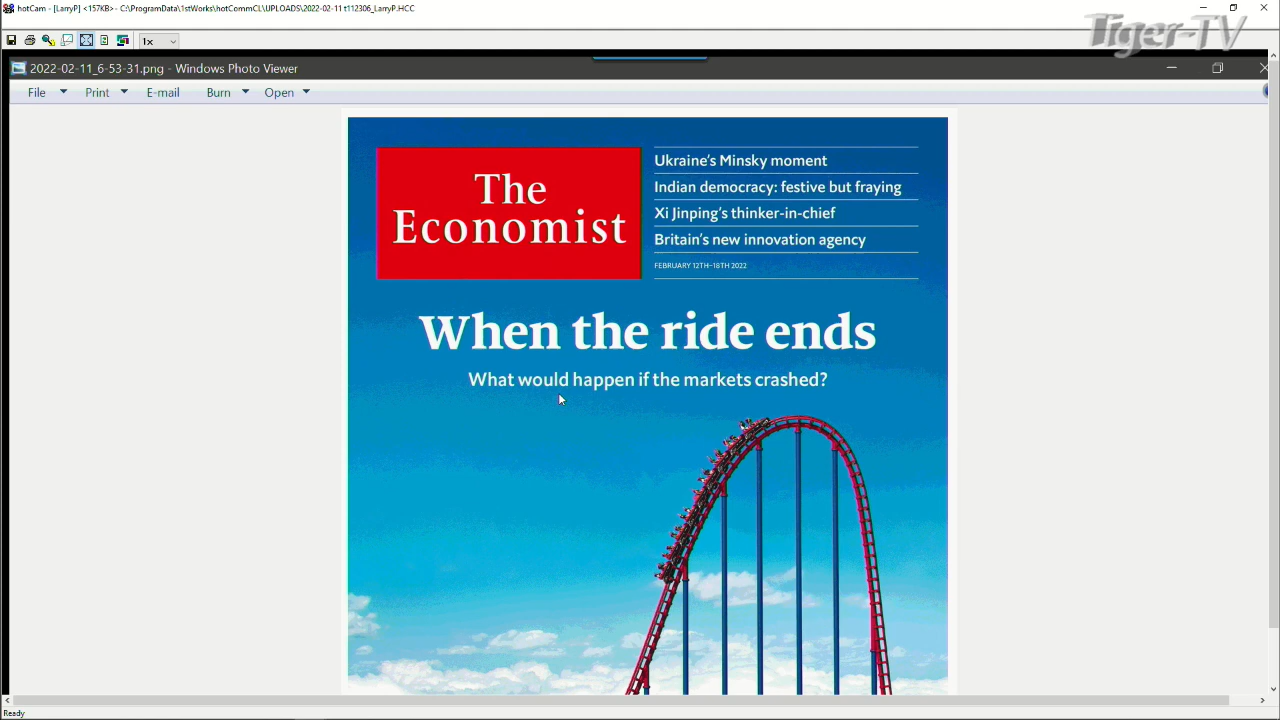 hotCam - [LarryP] <157KB> - C:\ProgramData\1stWorks\hotCommCL\UPLOADS\2022-02-11 t112306_LarryP.HCC
1x
Tiger-TV
2022-02-11_6-53-31.png - Windows Photo Viewer
File Print E-mail Burn Open
The
Economist
Ukraine's Minsky moment
Indian democracy: festive but fraying
Xi Jinping's thinker-in-chief
Britain's new innovation agency
FEBRUARY 12TH–18TH 2022
When the ride ends
What would happen if the markets crashed?
Ready